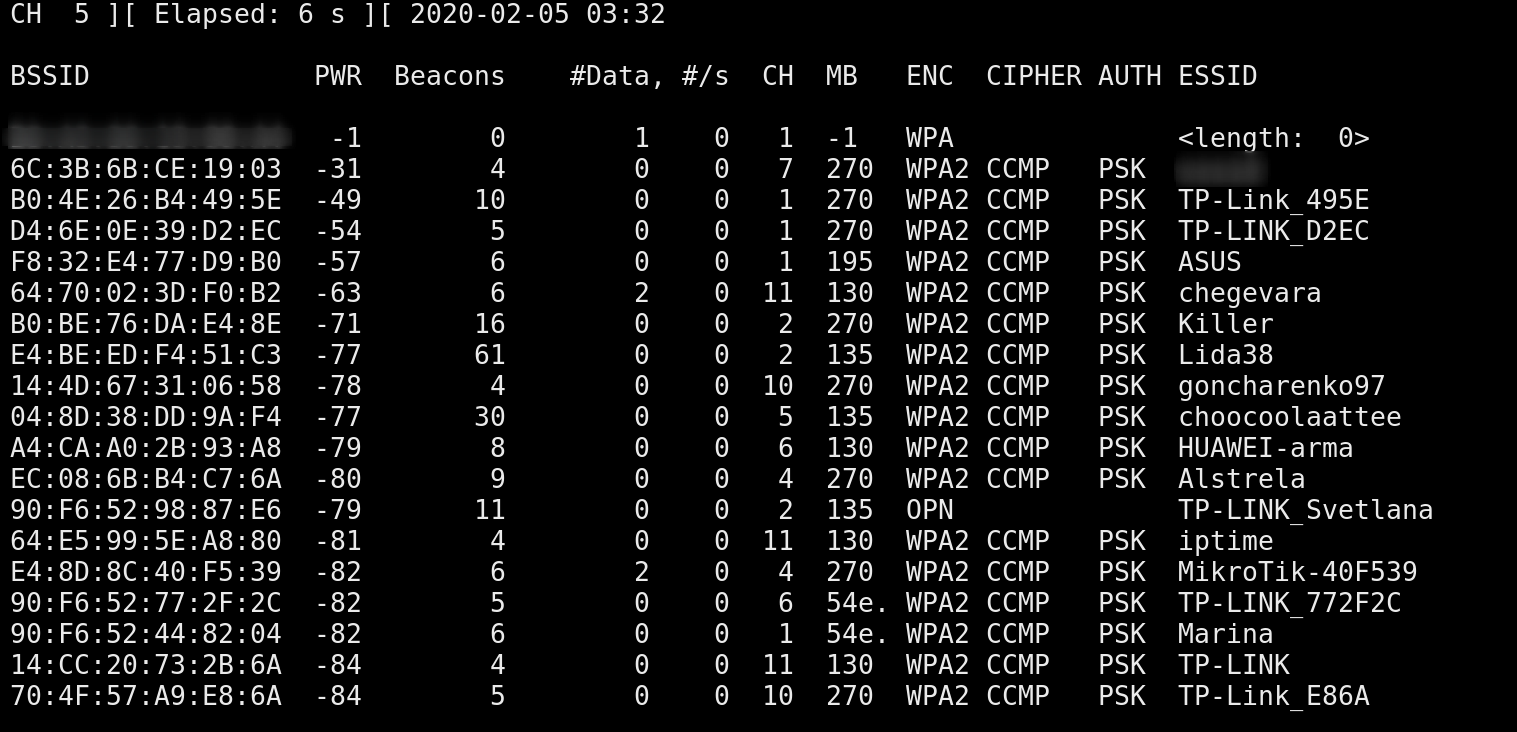 CH  5 ][ Elapsed: 6 s ][ 2020-02-05 03:32
BSSID              PWR  Beacons    #Data, #/s  CH  MB   ENC  CIPHER AUTH ESSID
-1        0        1    0   1  -1   WPA              <length:  0>
6C:3B:6B:CE:19:03  -31        4        0    0   7  270  WPA2 CCMP   PSK
B0:4E:26:B4:49:5E  -49       10        0    0   1  270  WPA2 CCMP   PSK  TP-Link_495E
D4:6E:0E:39:D2:EC  -54        5        0    0   1  270  WPA2 CCMP   PSK  TP-LINK_D2EC
F8:32:E4:77:D9:B0  -57        6        0    0   1  195  WPA2 CCMP   PSK  ASUS
64:70:02:3D:F0:B2  -63        6        2    0  11  130  WPA2 CCMP   PSK  chegevara
B0:BE:76:DA:E4:8E  -71       16        0    0   2  270  WPA2 CCMP   PSK  Killer
E4:BE:ED:F4:51:C3  -77       61        0    0   2  135  WPA2 CCMP   PSK  Lida38
14:4D:67:31:06:58  -78        4        0    0  10  270  WPA2 CCMP   PSK  goncharenko97
04:8D:38:DD:9A:F4  -77       30        0    0   5  135  WPA2 CCMP   PSK  choocoolaattee
A4:CA:A0:2B:93:A8  -79        8        0    0   6  130  WPA2 CCMP   PSK  HUAWEI-arma
EC:08:6B:B4:C7:6A  -80        9        0    0   4  270  WPA2 CCMP   PSK  Alstrela
90:F6:52:98:87:E6  -79       11        0    0   2  135  OPN              TP-LINK_Svetlana
64:E5:99:5E:A8:80  -81        4        0    0  11  130  WPA2 CCMP   PSK  iptime
E4:8D:8C:40:F5:39  -82        6        2    0   4  270  WPA2 CCMP   PSK  MikroTik-40F539
90:F6:52:77:2F:2C  -82        5        0    0   6  54e. WPA2 CCMP   PSK  TP-LINK_772F2C
90:F6:52:44:82:04  -82        6        0    0   1  54e. WPA2 CCMP   PSK  Marina
14:CC:20:73:2B:6A  -84        4        0    0  11  130  WPA2 CCMP   PSK  TP-LINK
70:4F:57:A9:E8:6A  -84        5        0    0  10  270  WPA2 CCMP   PSK  TP-Link_E86A